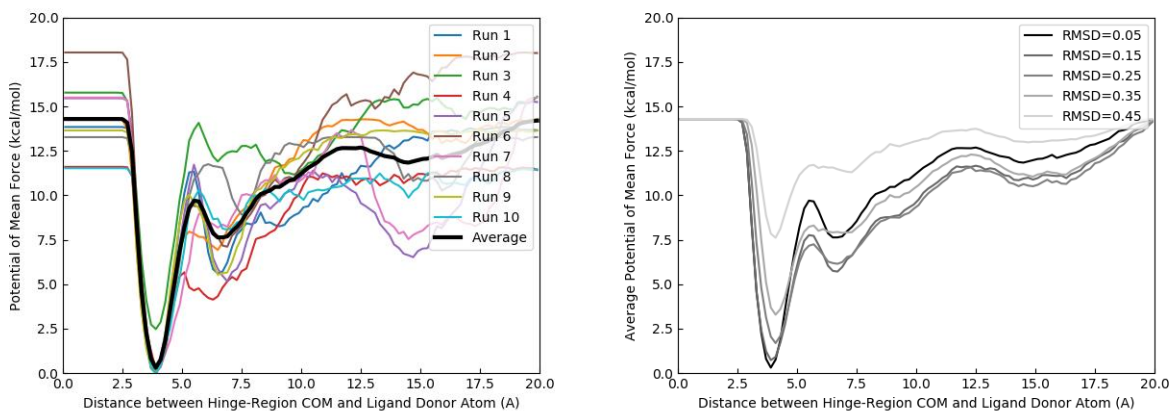 20.0
17.5
15.0
12.5
10.0
7.5
5.0
2.5
0.0
Potential of Mean Force (kcal/mol)
Run 1
Run 2
Run 3
Run 4
Run 5
Run 6
Run 7
Run 8
Run 9
Run 10
Average
0.0 2.5 5.0 7.5 10.0 12.5 15.0 17.5 20.0
Distance between Hinge-Region COM and Ligand Donor Atom (A)
20.0
17.5
15.0
12.5
10.0
7.5
5.0
2.5
0.0
Average Potential of Mean Force (kcal/mol)
RMSD=0.05
RMSD=0.15
RMSD=0.25
RMSD=0.35
RMSD=0.45
0.0 2.5 5.0 7.5 10.0 12.5 15.0 17.5 20.0
Distance between Hinge-Region COM and Ligand Donor Atom (A)